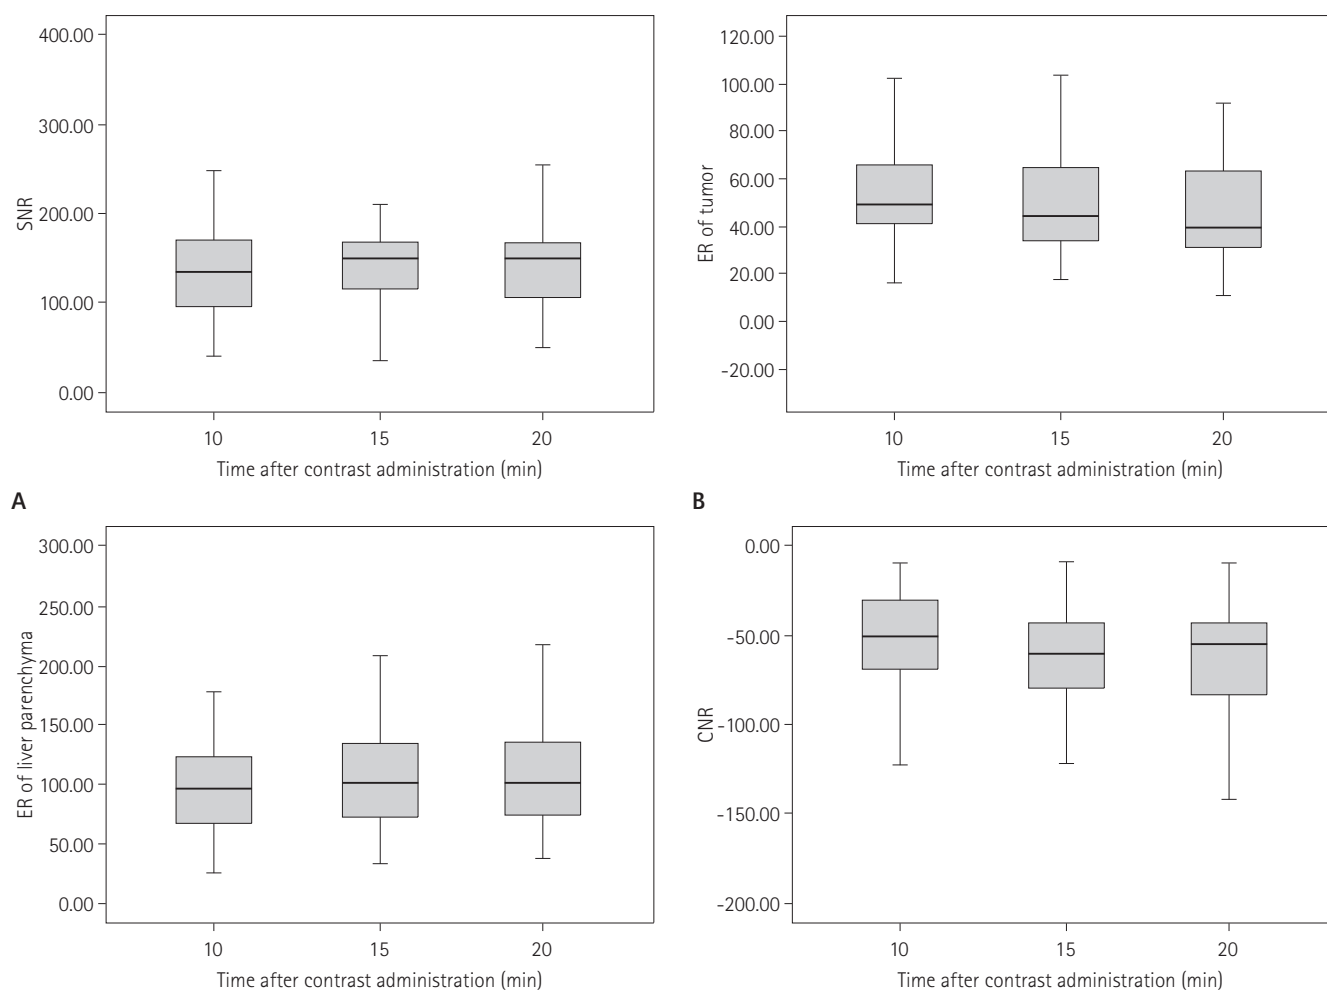 400.00
300.00
200.00
100.00
0.00
SNR
10 15 20
Time after contrast administration (min)
A
120.00
100.00
80.00
60.00
40.00
20.00
0.00
-20.00
ER of tumor
10 15 20
Time after contrast administration (min)
B
300.00
250.00
200.00
150.00
100.00
50.00
0.00
ER of liver parenchyma
10 15 20
Time after contrast administration (min)
0.00
-50.00
-100.00
-150.00
-200.00
CNR
10 15 20
Time after contrast administration (min)